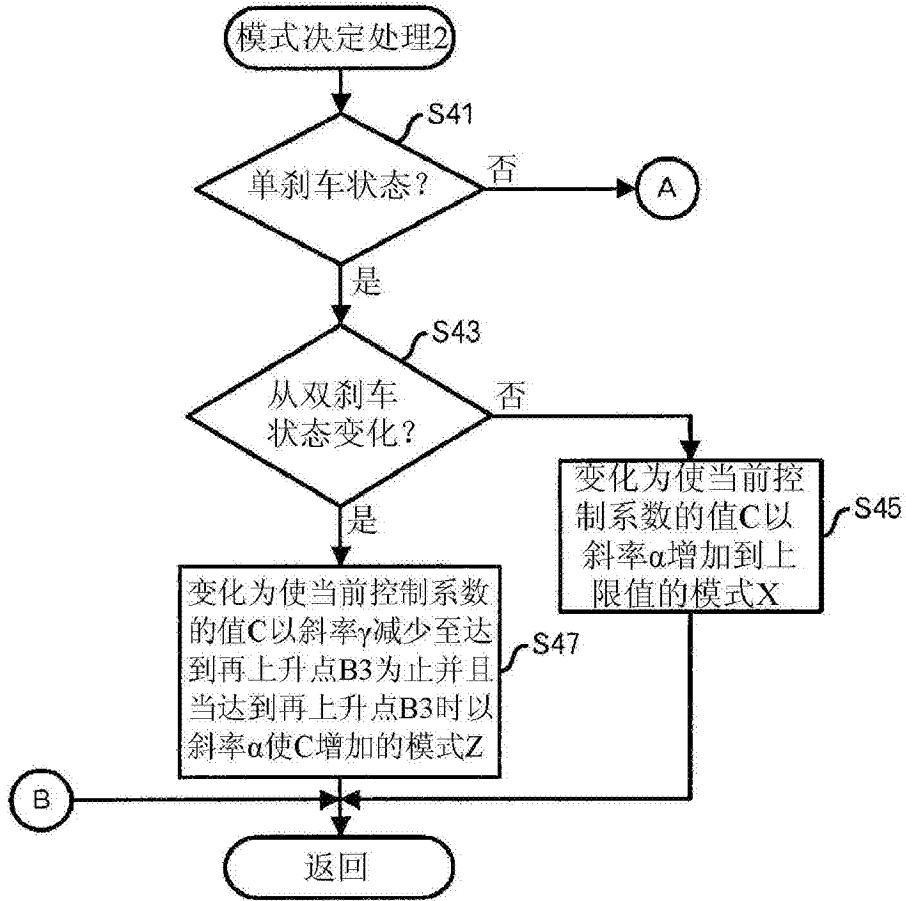 模式决定处理2
S41
单刹车状态?
否
A
是
S43
从双刹车
状态变化?
否
是
变化为使当前控
制系数的值C以
斜率α增加到上
限值的模式X
S45
变化为使当前控制系数
的值C以斜率γ减少至达
到再上升点B3为止并且
当达到再上升点B3时以
斜率α使C增加的模式Z
S47
B
返回